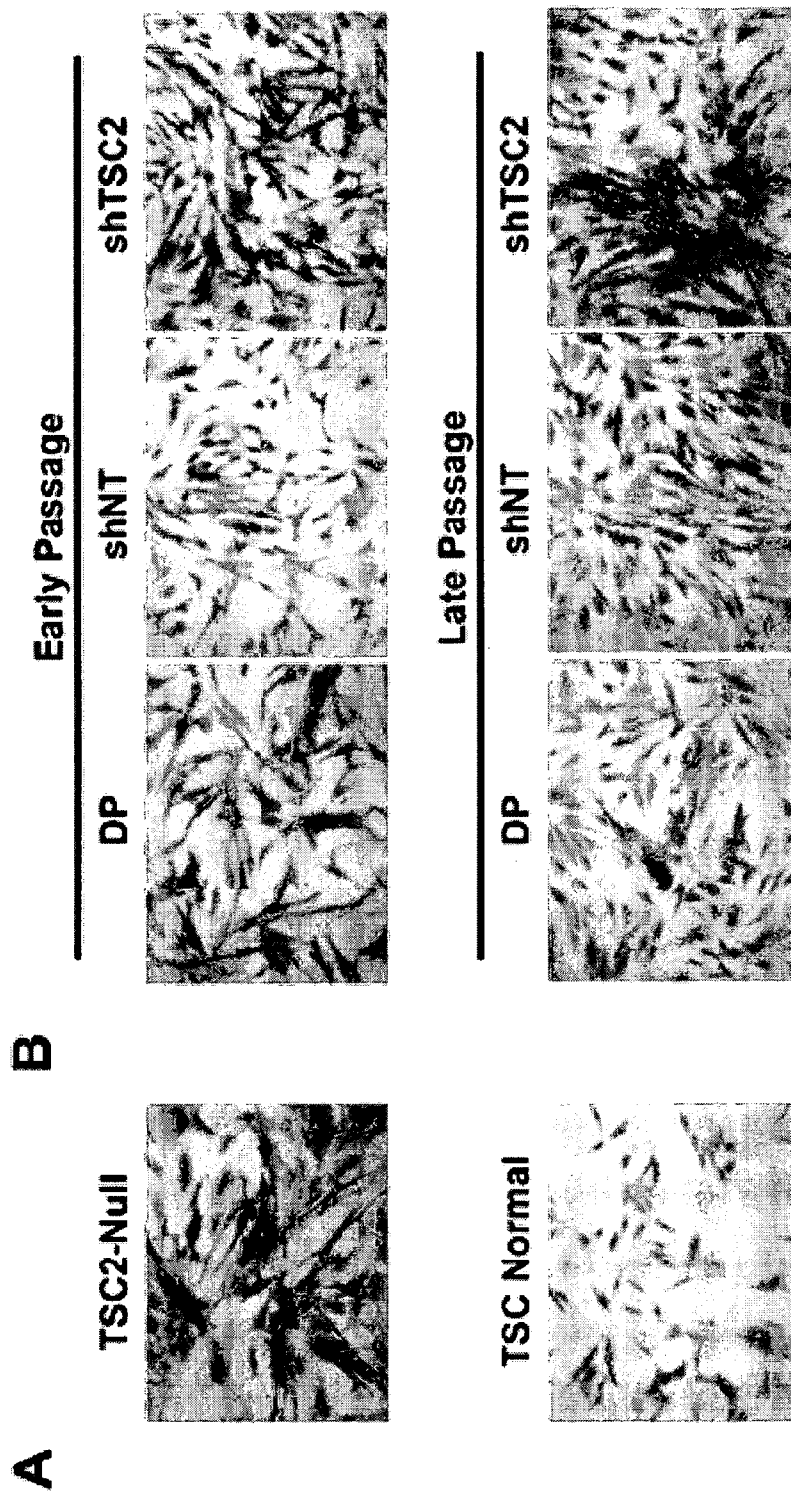 A
TSC2-Null
TSC Normal
B
Early Passage
DP shNT shTSC2
Late Passage
DP shNT shTSC2